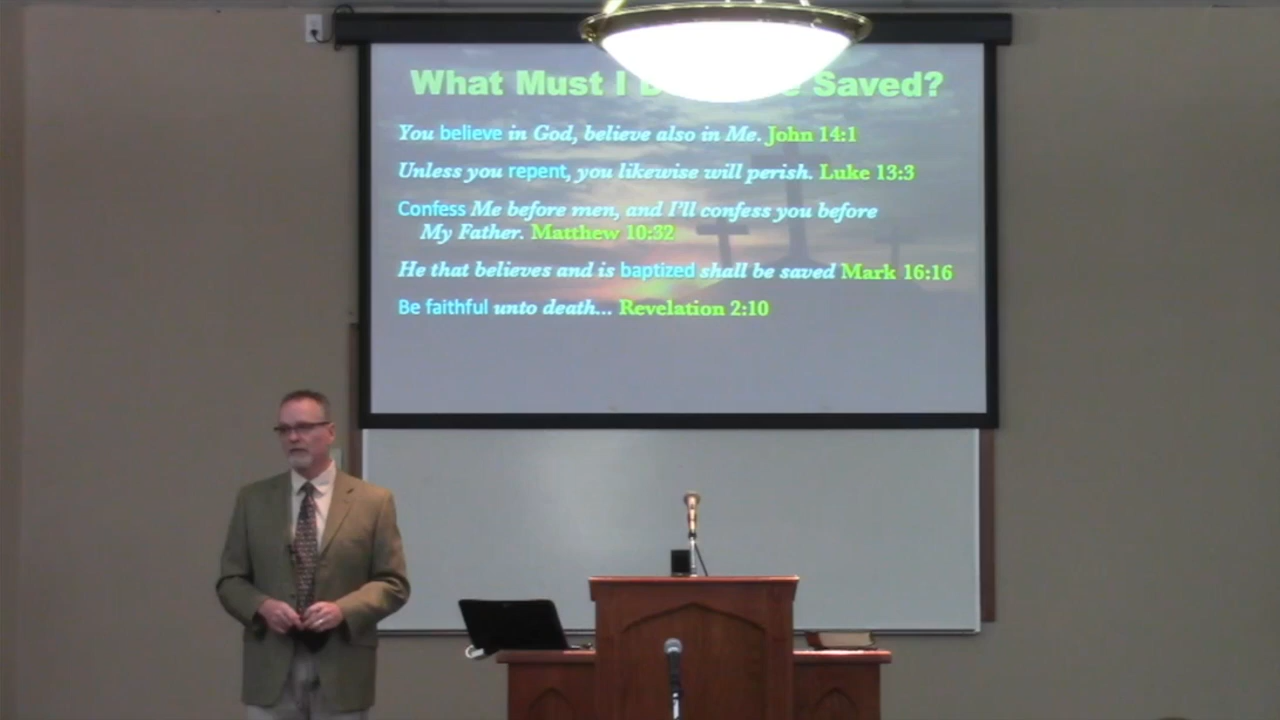 What Must I Saved?
You believe in God, believe also in Me. John 14:1
Unless you repent, you likewise will perish. Luke 13:3
Confess Me before men, and I'll confess you before
My Father. Matthew 10:32
He that believes and is baptized shall be saved Mark 16:16
Be faithful unto death... Revelation 2:10